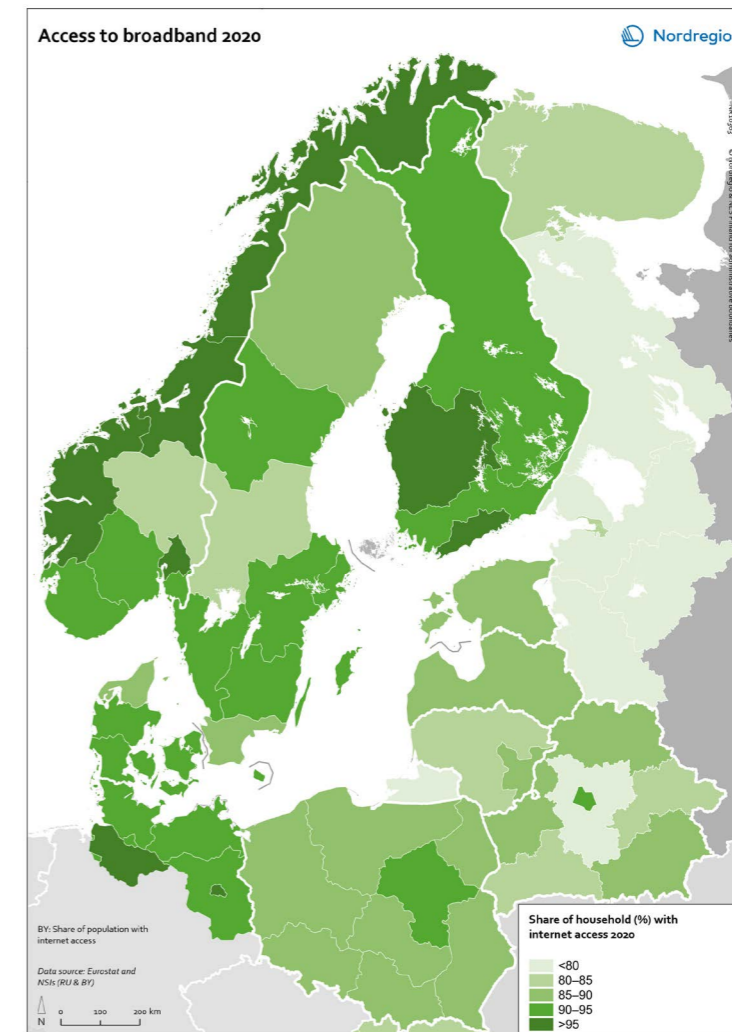 Access to broadband 2020
Nordregio
BY: Share of population with
internet access
Data source: Eurostat and
NSIs (RU & BY)
N
0 100 200 km
Share of household (%) with
internet access 2020
<80
80–85
85–90
90–95
>95